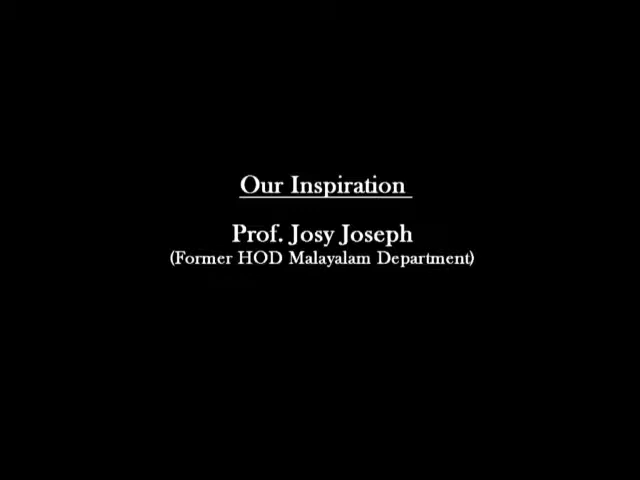 Our Inspiration
Prof. Josy Joseph
(Former HOD Malayalam Department)